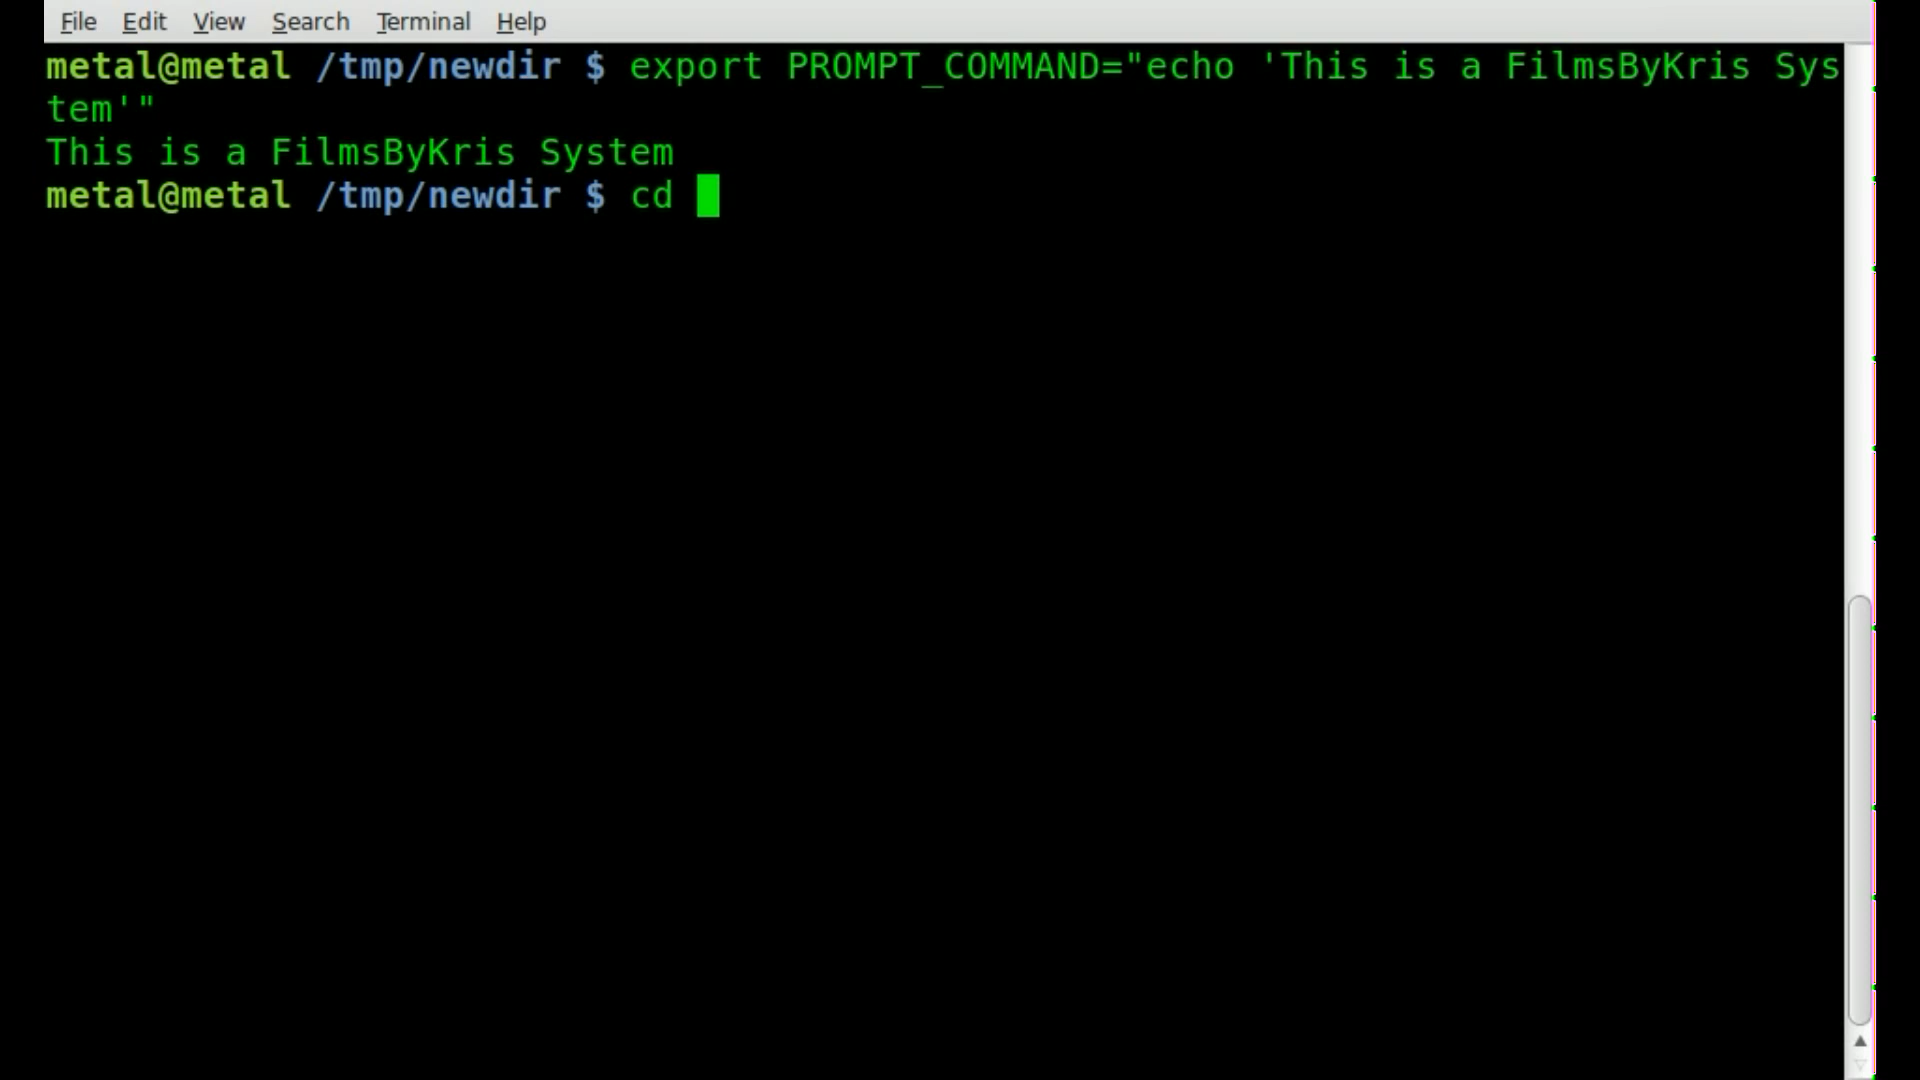 File Edit View Search Terminal Help
metal@metal /tmp/newdir $ export PROMPT_COMMAND="echo 'This is a FilmsByKris Sys
tem'"
This is a FilmsByKris System
metal@metal /tmp/newdir $ cd